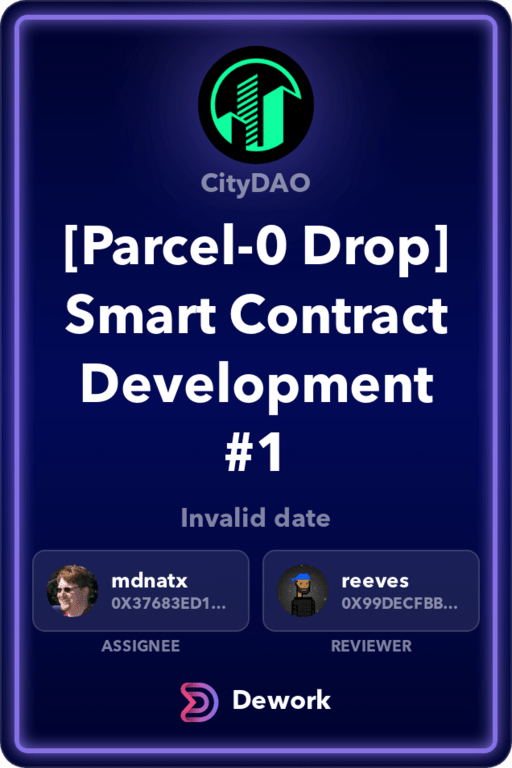 CityDAO
[Parcel-0 Drop]
Smart Contract
Development
#1
Invalid date
mdnatx
0X37683ED1...
reeves
0X99DECFBB...
ASSIGNEE
REVIEWER
Dework